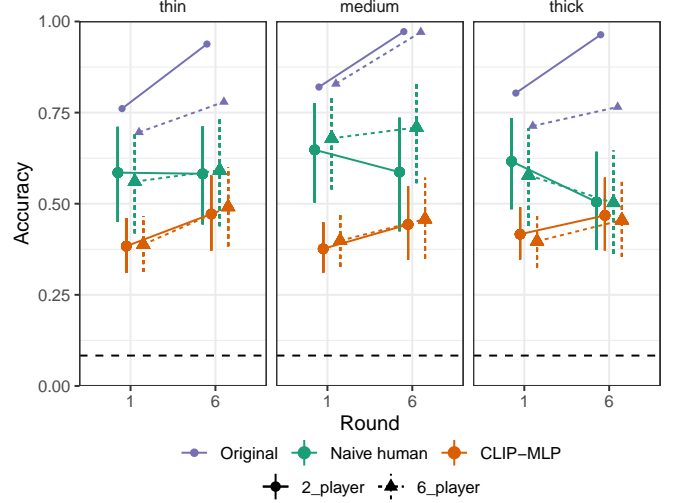 thin medium thick
Accuracy
1.00
0.75
0.50
0.25
0.00
1 6 1 6 1 6
Round
Original Naive human CLIP−MLP
2_player 6_player